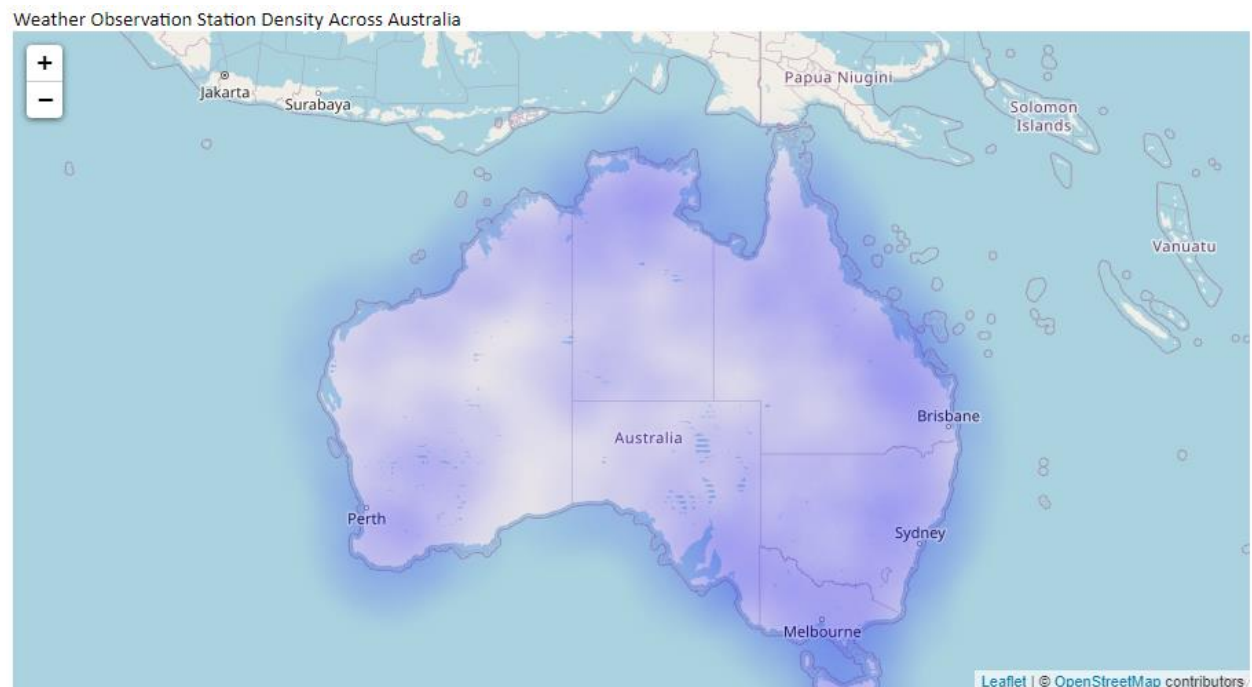 Weather Observation Station Density Across Australia
+
−
Jakarta
Surabaya
Papua Niugini
Solomon
Islands
Vanuatu
Brisbane
Australia
Perth
Sydney
Melbourne
Leaflet | © OpenStreetMap contributors